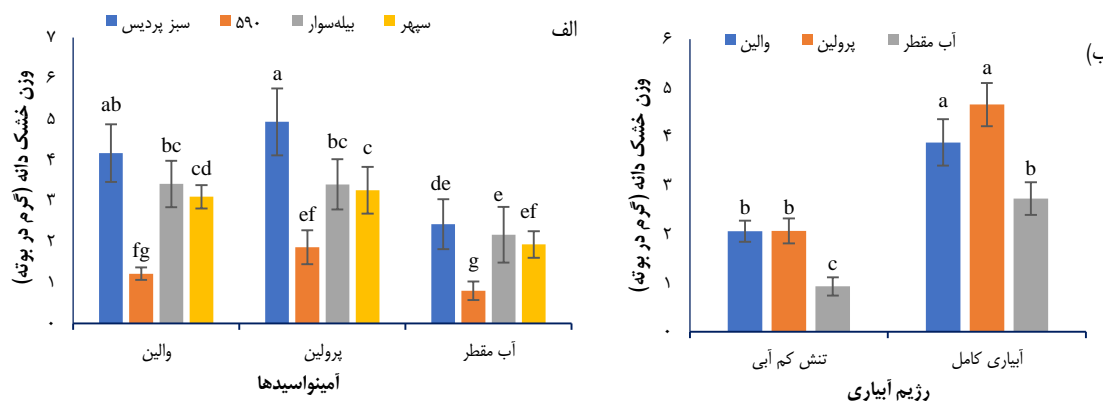 الف
سبز پردیس ۵۹۰ بیله‌سوار سپهر
وزن خشک دانه (گرم در بوته)
۷
۶
۵
۴
۳
۲
۱
۰
ab fg bc cd
a ef bc c
de g e ef
والین پرولین آب مقطر
آمینواسیدها
ب)
والین پرولین آب مقطر
وزن خشک دانه (گرم در بوته)
۶
۵
۴
۳
۲
۱
۰
b b c
a a b
تنش کم آبی آبیاری کامل
رژیم آبیاری